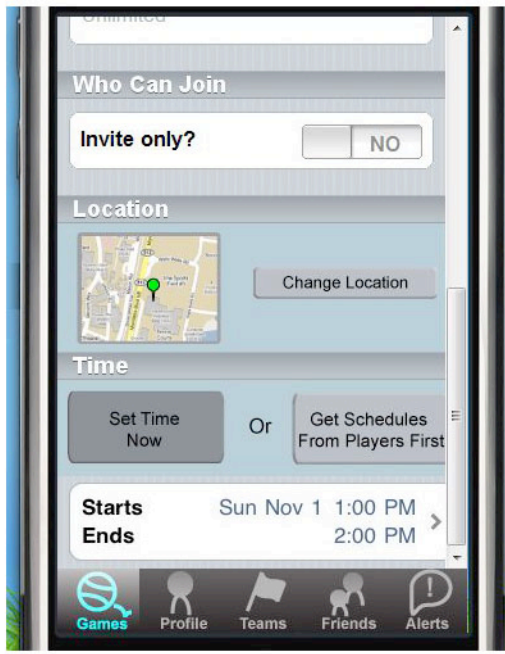 Unlimited
Who Can Join
Invite only?
NO
Location
Change Location
Time
Set Time
Now
Or
Get Schedules
From Players First
Starts Sun Nov 1 1:00 PM
Ends 2:00 PM
Games Profile Teams Friends Alerts